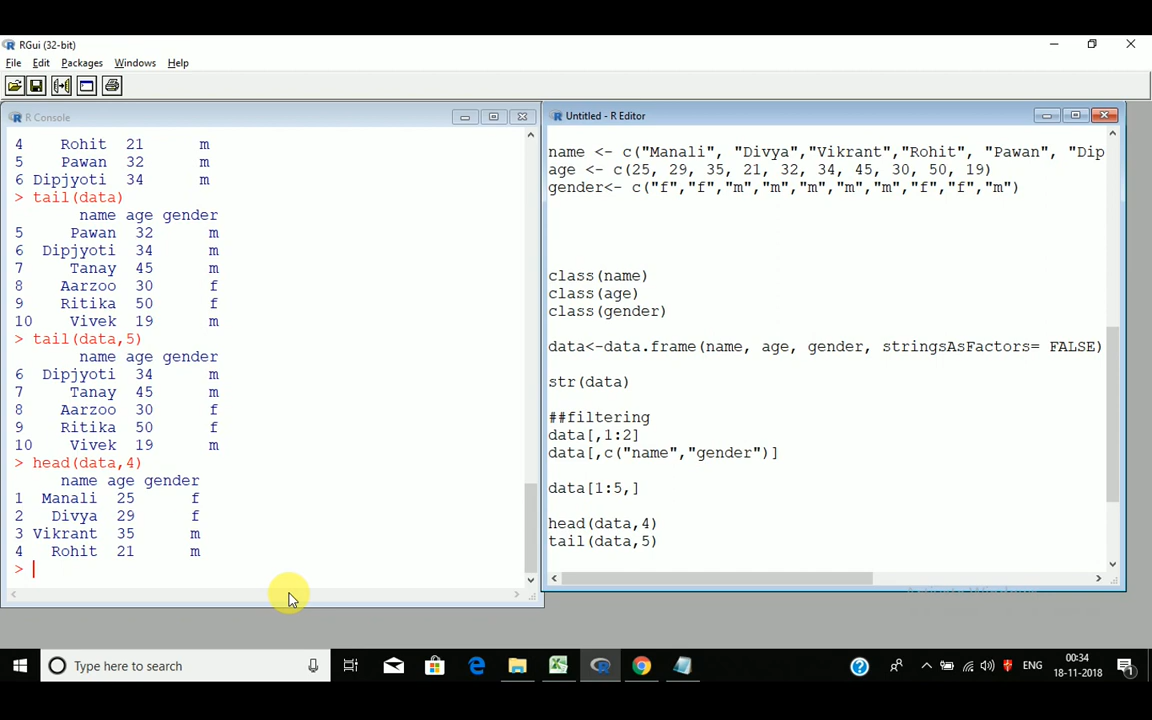 RGui (32-bit)
File Edit Packages Windows Help
R Console
4 Rohit 21 m
5 Pawan 32 m
6 Dipjyoti 34 m
> tail(data)
name age gender
5 Pawan 32 m
6 Dipjyoti 34 m
7 Tanay 45 m
8 Aarzoo 30 f
9 Ritika 50 f
10 Vivek 19 m
> tail(data,5)
name age gender
6 Dipjyoti 34 m
7 Tanay 45 m
8 Aarzoo 30 f
9 Ritika 50 f
10 Vivek 19 m
> head(data,4)
name age gender
1 Manali 25 f
2 Divya 29 f
3 Vikrant 35 m
4 Rohit 21 m
>
Untitled - R Editor
name <- c("Manali", "Divya","Vikrant","Rohit", "Pawan", "Dip
age <- c(25, 29, 35, 21, 32, 34, 45, 30, 50, 19)
gender<- c("f","f","m","m","m","m","m","f","f","m")
class(name)
class(age)
class(gender)
data<-data.frame(name, age, gender, stringsAsFactors= FALSE)
str(data)
##filtering
data[,1:2]
data[,c("name","gender")]
data[1:5,]
head(data,4)
tail(data,5)
Type here to search
ENG
00:34
18-11-2018
1